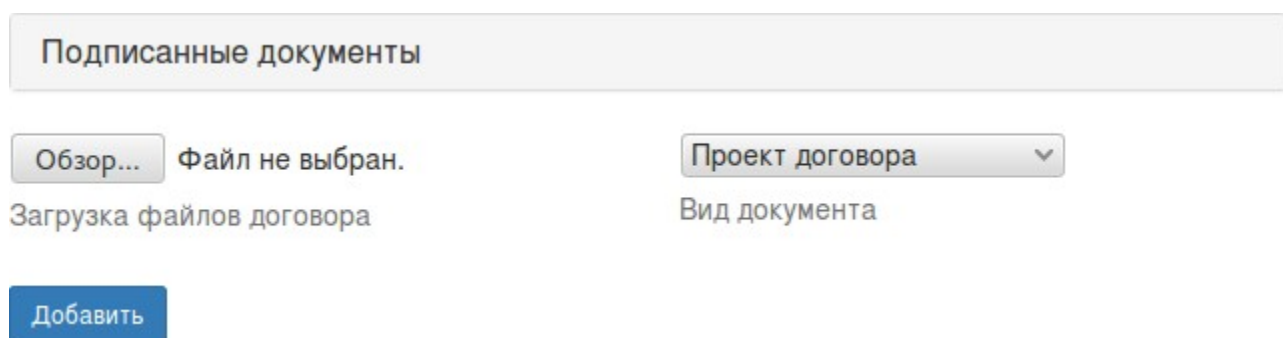 Подписанные документы
Обзор... Файл не выбран.
Проект договора
Загрузка файлов договора
Вид документа
Добавить